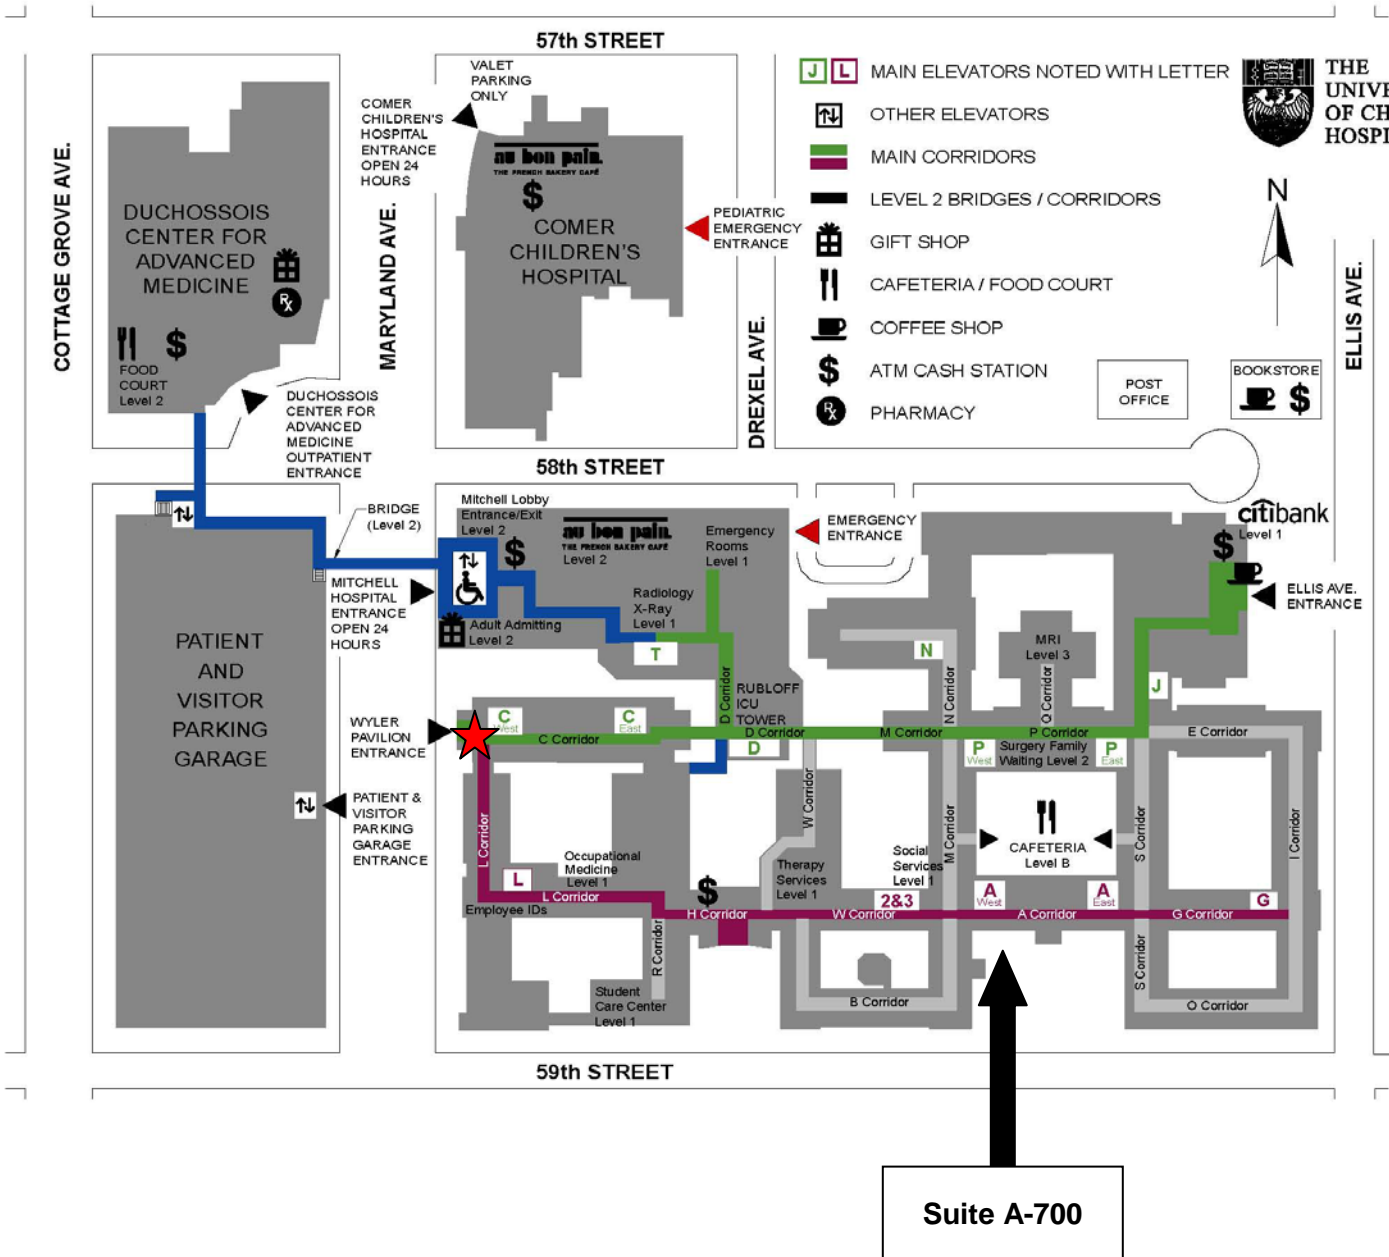 57th STREET
VALET
PARKING
ONLY
COMER
CHILDREN'S
HOSPITAL
ENTRANCE
OPEN 24
HOURS
au bon pain.
THE FRENCH BAKERY CAFÉ
$
COMER
CHILDREN'S
HOSPITAL
PEDIATRIC
EMERGENCY
ENTRANCE
J L MAIN ELEVATORS NOTED WITH LETTER
OTHER ELEVATORS
MAIN CORRIDORS
LEVEL 2 BRIDGES / CORRIDORS
GIFT SHOP
CAFETERIA / FOOD COURT
COFFEE SHOP
$ ATM CASH STATION
Rx PHARMACY
THE
UNIVE
OF CH
HOSPI
N
COTTAGE GROVE AVE.
MARYLAND AVE.
DREXEL AVE.
ELLIS AVE.
DUCHOSSOIS
CENTER FOR
ADVANCED
MEDICINE
Rx
$
FOOD
COURT
Level 2
DUCHOSSOIS
CENTER FOR
ADVANCED
MEDICINE
OUTPATIENT
ENTRANCE
POST
OFFICE
BOOKSTORE
$
58th STREET
BRIDGE
(Level 2)
Mitchell Lobby
Entrance/Exit
Level 2
$
au bon pain.
THE FRENCH BAKERY CAFÉ
Level 2
Emergency
Rooms
Level 1
EMERGENCY
ENTRANCE
citibank
Level 1
$
ELLIS AVE.
ENTRANCE
MITCHELL
HOSPITAL
ENTRANCE
OPEN 24
HOURS
Adult Admitting
Level 2
Radiology
X-Ray
Level 1
T
N
MRI
Level 3
J
PATIENT
AND
VISITOR
PARKING
GARAGE
WYLER
PAVILION
ENTRANCE
C
West
C
East
C Corridor
D Corridor
RUBLOFF
ICU
TOWER
D Corridor
D
M Corridor
N Corridor
Q Corridor
P Corridor
E Corridor
P
West
Surgery Family
Waiting Level 2
P
East
PATIENT &
VISITOR
PARKING
GARAGE
ENTRANCE
L Corridor
W Corridor
M Corridor
CAFETERIA
Level B
S Corridor
I Corridor
Occupational
Medicine
Level 1
L
L Corridor
Employee IDs
$
H Corridor
Therapy
Services
Level 1
Social
Services
Level 1
2&3
W Corridor
A
West
A
East
A Corridor
G Corridor
G
R Corridor
Student
Care Center
Level 1
B Corridor
S Corridor
O Corridor
59th STREET
Suite A-700